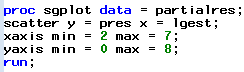 proc sgplot data = partialres;
scatter y = pres x = lgest;
xaxis min = 2 max = 7;
yaxis min = 0 max = 8;
run;